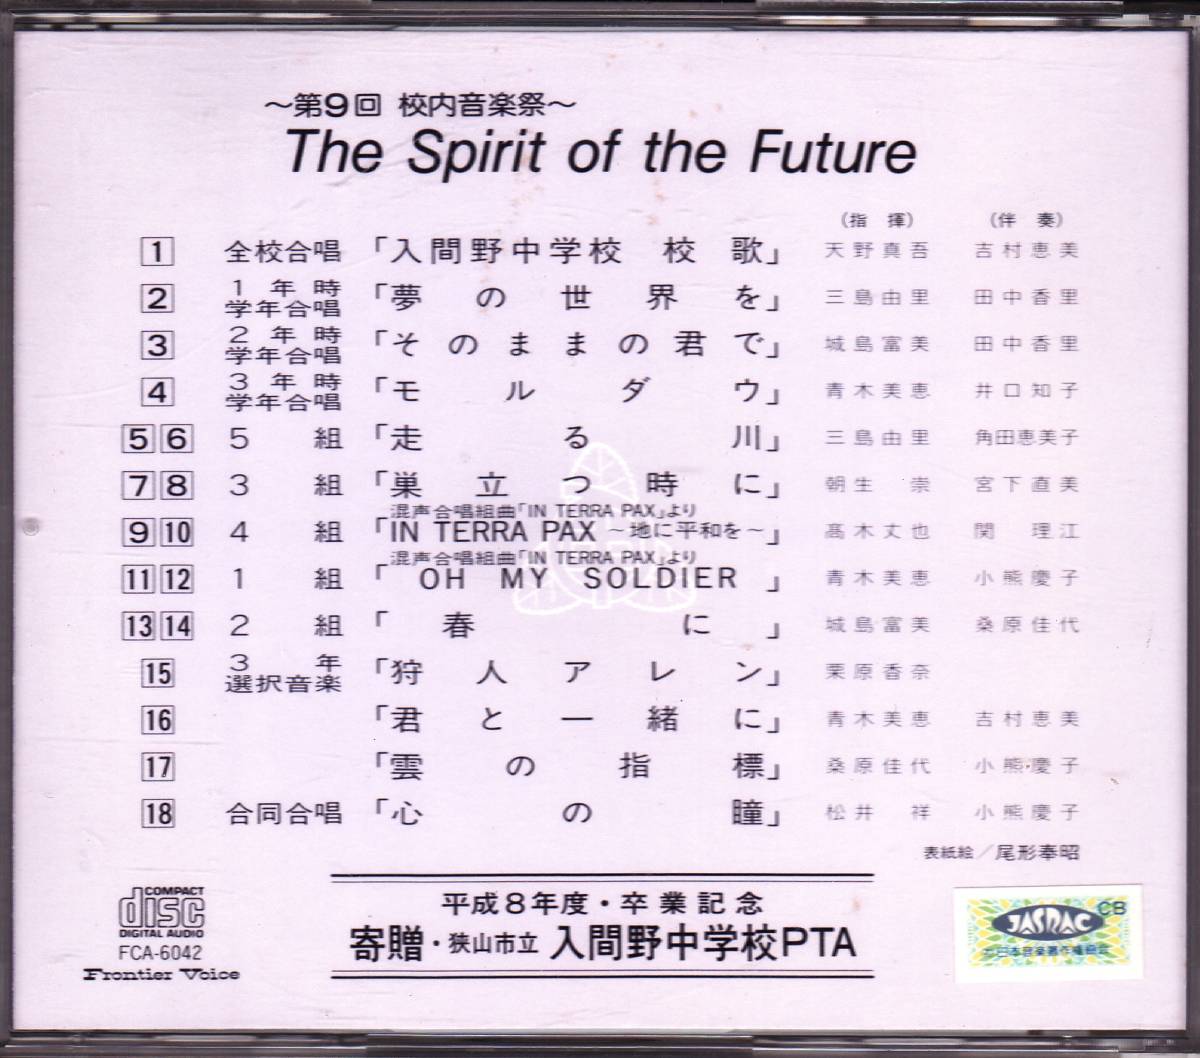 ～第9回 校内音楽祭～
The Spirit of the Future
（指 揮） （伴 奏）
1 全校合唱 「入間野中学校 校歌」 天野真吾 吉村恵美
2 1年時学年合唱 「夢の世界を」 三島由里 田中香里
3 2年時学年合唱 「そのままの君で」 城島富美 田中香里
4 3年時学年合唱 「モルダウ」 青木美恵 井口知子
5 6 5組 「走る川」 三島由里 角田恵美子
7 8 3組 「巣立つ時に」 朝生 崇 宮下直美
混声合唱組曲「IN TERRA PAX」より
9 10 4組 「IN TERRA PAX ～地に平和を～」 髙木丈也 関 理江
混声合唱組曲「IN TERRA PAX」より
11 12 1組 「OH MY SOLDIER」 青木美恵 小熊慶子
13 14 2組 「春に」 城島富美 桑原佳代
15 3年選択音楽 「狩人アレン」 栗原香奈
16 「君と一緒に」 青木美恵 吉村恵美
17 「雲の指標」 桑原佳代 小熊慶子
18 合同合唱 「心の瞳」 松井 祥 小熊慶子
表紙絵／尾形奉昭
平成8年度・卒業記念
寄贈・狭山市立 入間野中学校PTA
COMPACT
disc
DIGITAL AUDIO
FCA-6042
Frontier Voice
JASRAC
CB